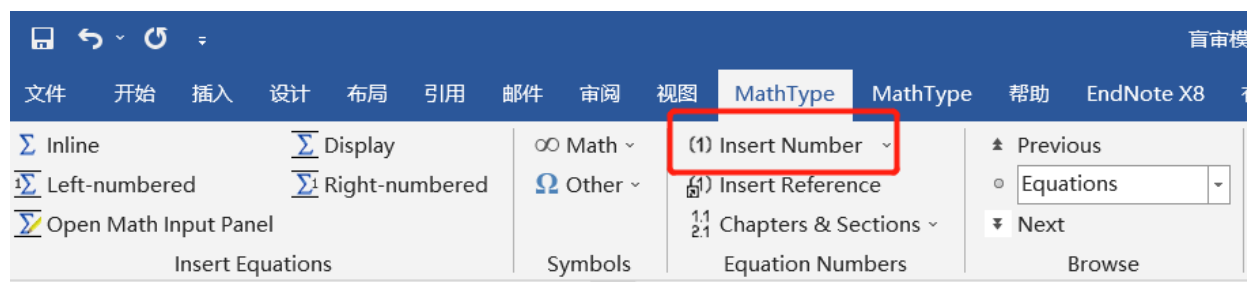 盲审模
文件 开始 插入 设计 布局 引用 邮件 审阅 视图 MathType MathType 帮助 EndNote X8
Σ Inline Σ Display ∞ Math (1) Insert Number Previous
1Σ Left-numbered Σ1 Right-numbered Ω Other (1) Insert Reference Equations
Σ Open Math Input Panel 1.1 2.1 Chapters & Sections Next
Insert Equations Symbols Equation Numbers Browse